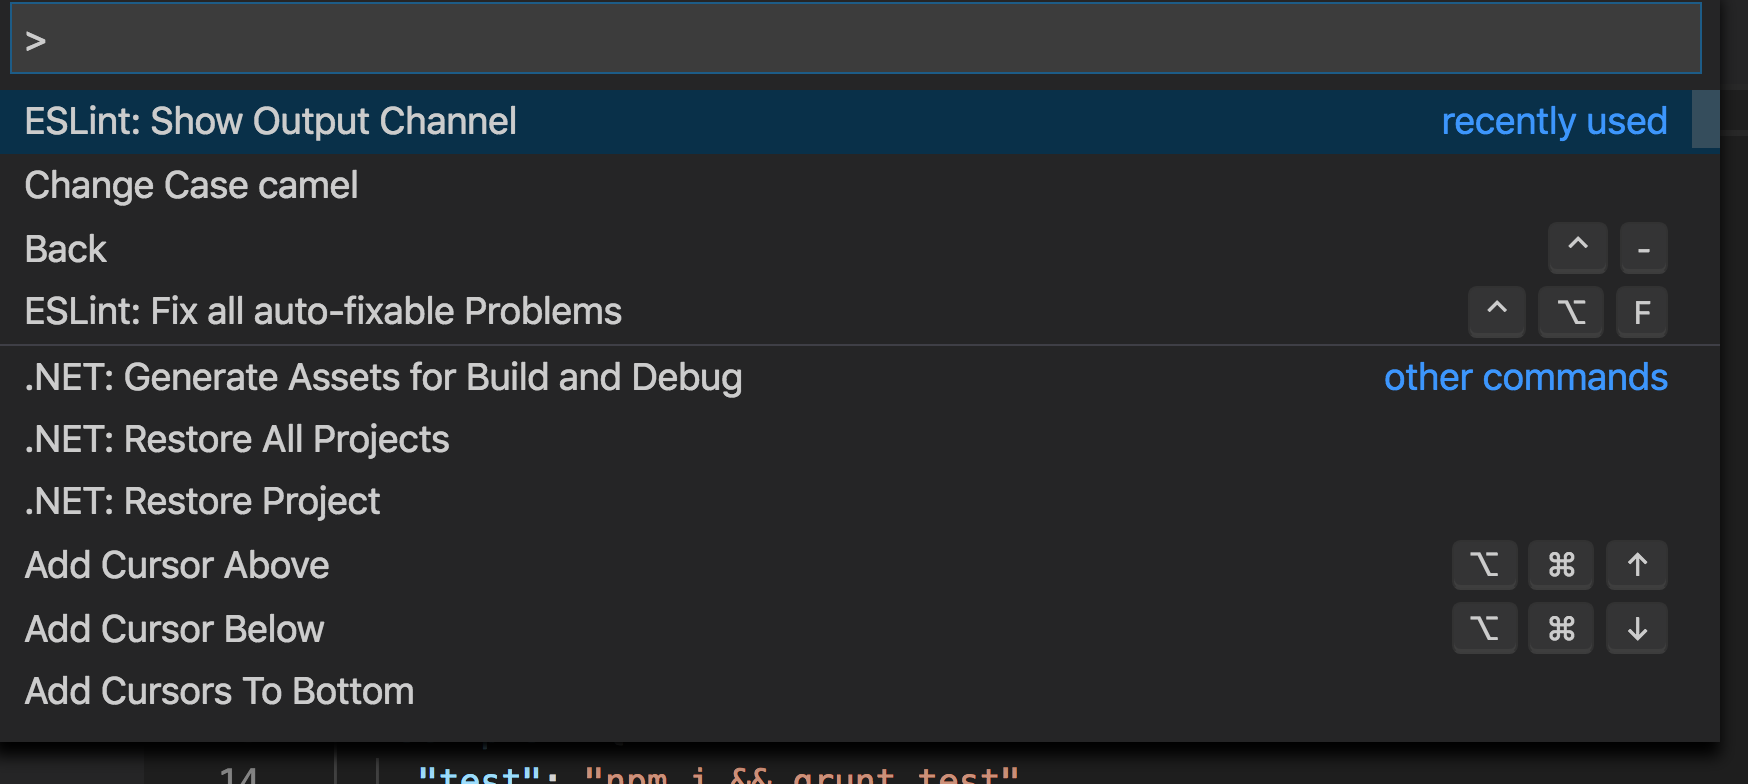 >
ESLint: Show Output Channel recently used
Change Case camel
Back ^ -
ESLint: Fix all auto-fixable Problems ^ ⌥ F
.NET: Generate Assets for Build and Debug other commands
.NET: Restore All Projects
.NET: Restore Project
Add Cursor Above ⌥ ⌘ ↑
Add Cursor Below ⌥ ⌘ ↓
Add Cursors To Bottom
14 "test": "npm i && grunt test"